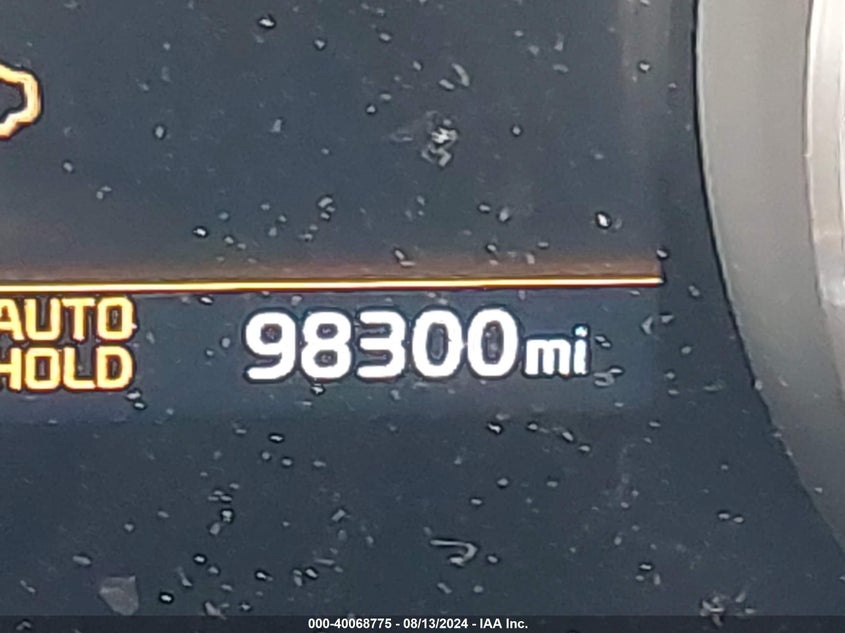 AUTO
HOLD
98300mi
000-40068775 - 08/13/2024 - IAA Inc.